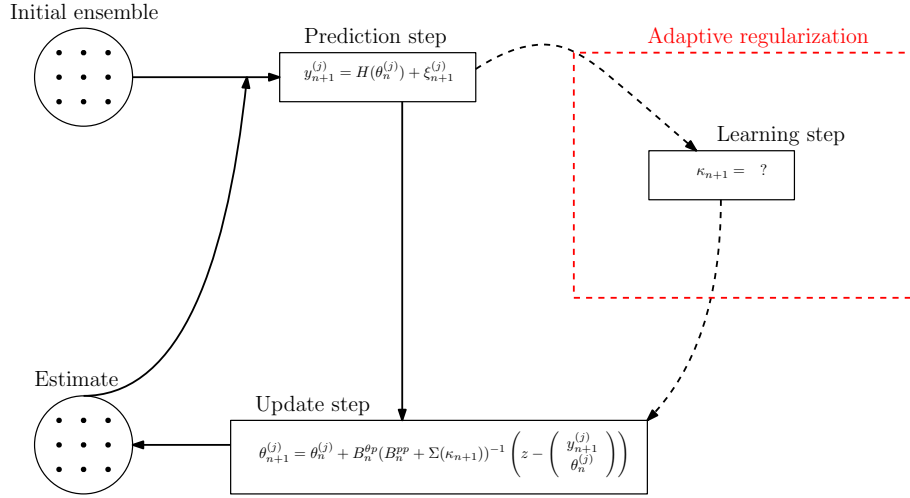 Initial ensemble
Prediction step
Adaptive regularization
y_{n+1}^{(j)} = H(θ_n^{(j)}) + ξ_{n+1}^{(j)}
Learning step
κ_{n+1} = ?
Estimate
Update step
θ_{n+1}^{(j)} = θ_n^{(j)} + B_n^{θp}(B_n^{pp} + Σ(κ_{n+1}))^{-1} (z − (y_{n+1}^{(j)} θ_n^{(j)}))